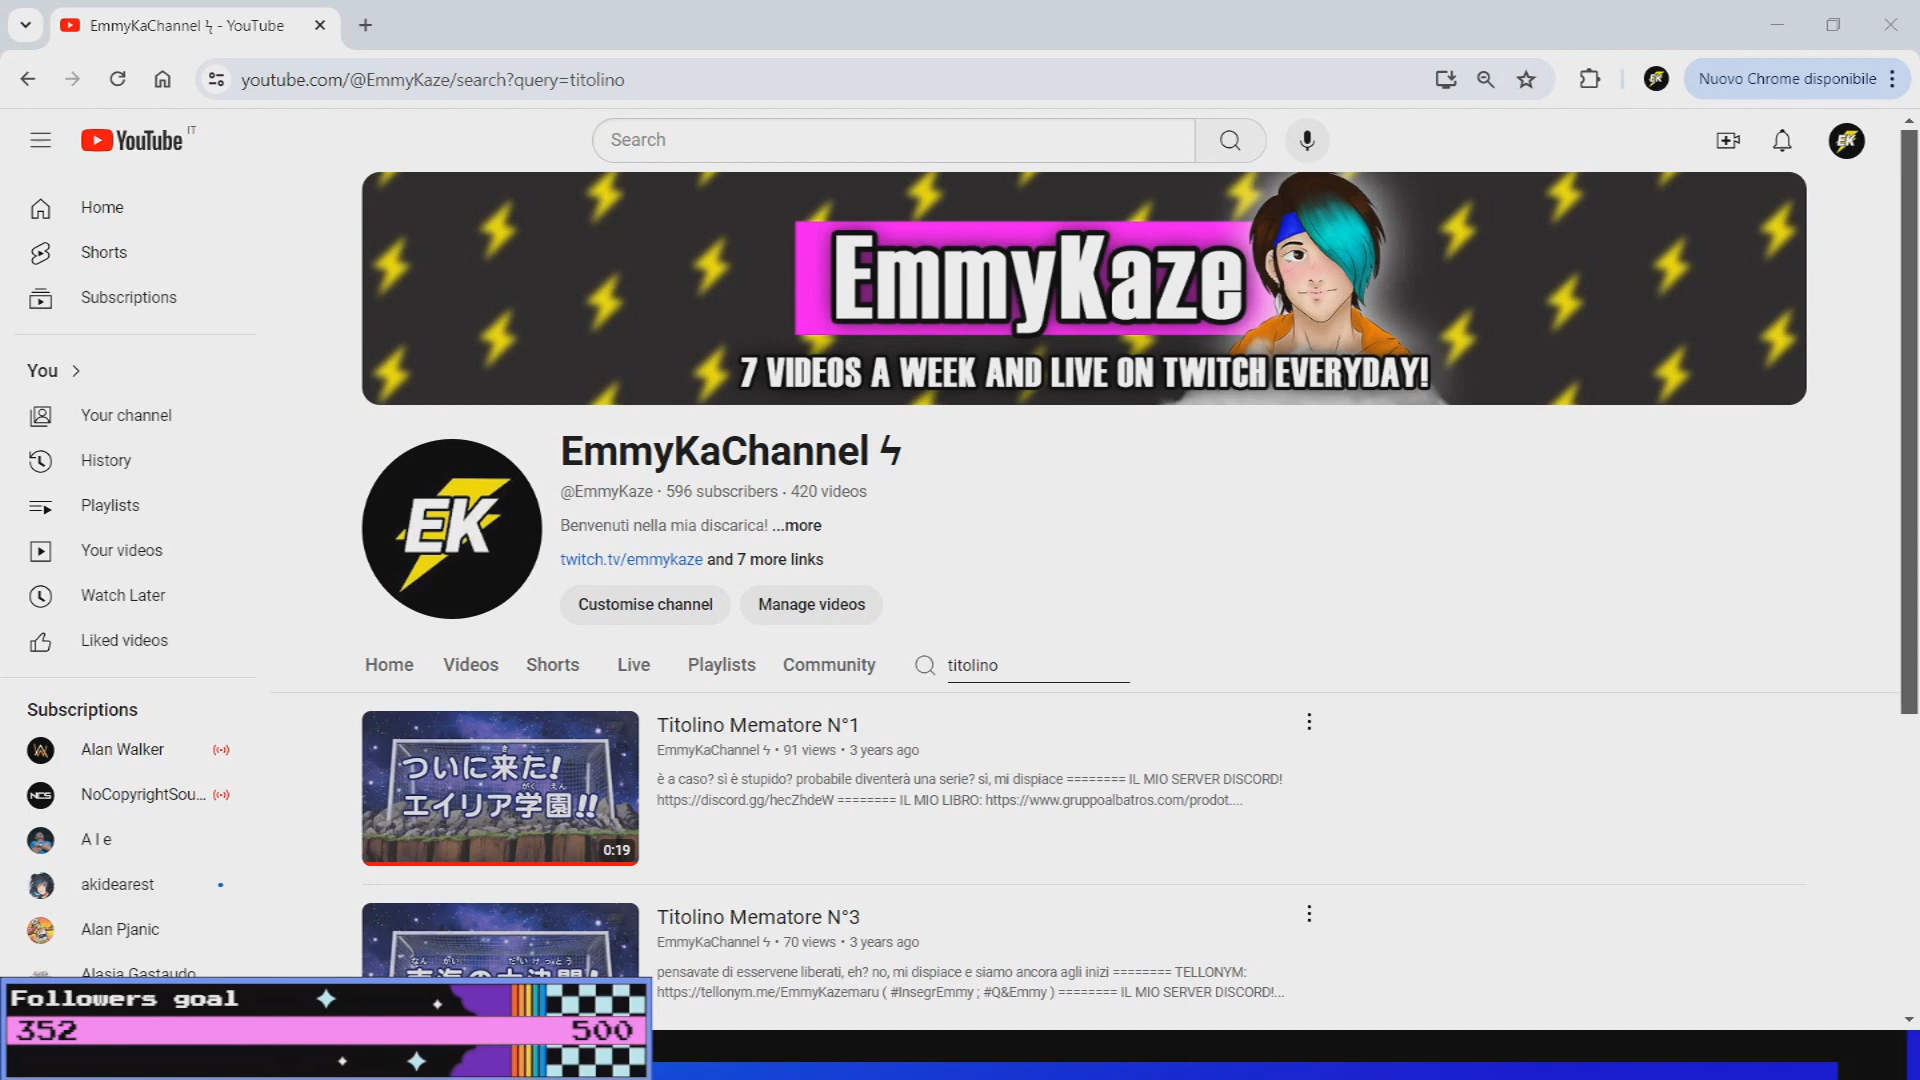 EmmyKaChannel ϟ - YouTube
youtube.com/@EmmyKaze/search?query=titolino
Nuovo Chrome disponibile
YouTube IT
Search
Home
Shorts
Subscriptions
You
Your channel
History
Playlists
Your videos
Watch Later
Liked videos
Subscriptions
Alan Walker
NoCopyrightSou...
A l e
akidearest
Alan Pjanic
Alasia Gastaudo
EmmyKaze
7 VIDEOS A WEEK AND LIVE ON TWITCH EVERYDAY!
EK
EmmyKaChannel ϟ
@EmmyKaze · 596 subscribers · 420 videos
Benvenuti nella mia discarica! ...more
twitch.tv/emmykaze and 7 more links
Customise channel
Manage videos
Home
Videos
Shorts
Live
Playlists
Community
titolino
ついに来た!
エイリア学園!!
0:19
Titolino Mematore N°1
EmmyKaChannel ϟ • 91 views • 3 years ago
è a caso? sì è stupido? probabile diventerà una serie? sì, mi dispiace ======== IL MIO SERVER DISCORD!
https://discord.gg/hecZhdeW ======== IL MIO LIBRO: https://www.gruppoalbatros.com/prodot....
Titolino Mematore N°3
EmmyKaChannel ϟ • 70 views • 3 years ago
pensavate di esservene liberati, eh? no, mi dispiace e siamo ancora agli inizi ======== TELLONYM:
https://tellonym.me/EmmyKazemaru ( #InsegrEmmy ; #Q&Emmy ) ======== IL MIO SERVER DISCORD!...
Followers goal
352
500